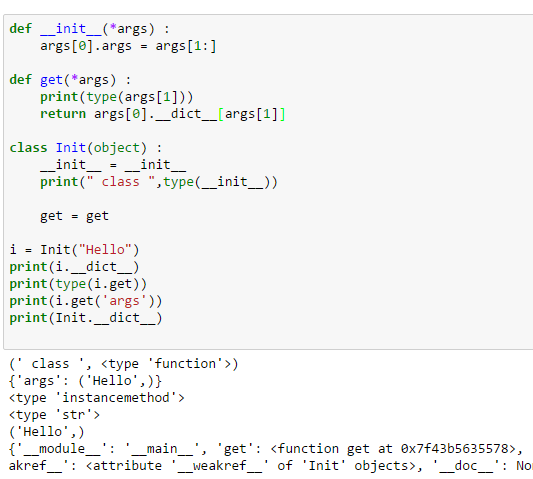 def __init__(*args) :
    args[0].args = args[1:]
def get(*args) :
    print(type(args[1]))
    return args[0].__dict__[args[1]]
class Init(object) :
    __init__ = __init__
    print(" class ",type(__init__))
    get = get
i = Init("Hello")
print(i.__dict__)
print(type(i.get))
print(i.get('args'))
print(Init.__dict__)
(' class ', <type 'function'>)
{'args': ('Hello',)}
<type 'instancemethod'>
<type 'str'>
('Hello',)
{'__module__': '__main__', 'get': <function get at 0x7f43b5635578>,
akref__': <attribute '__weakref__' of 'Init' objects>, '__doc__': No